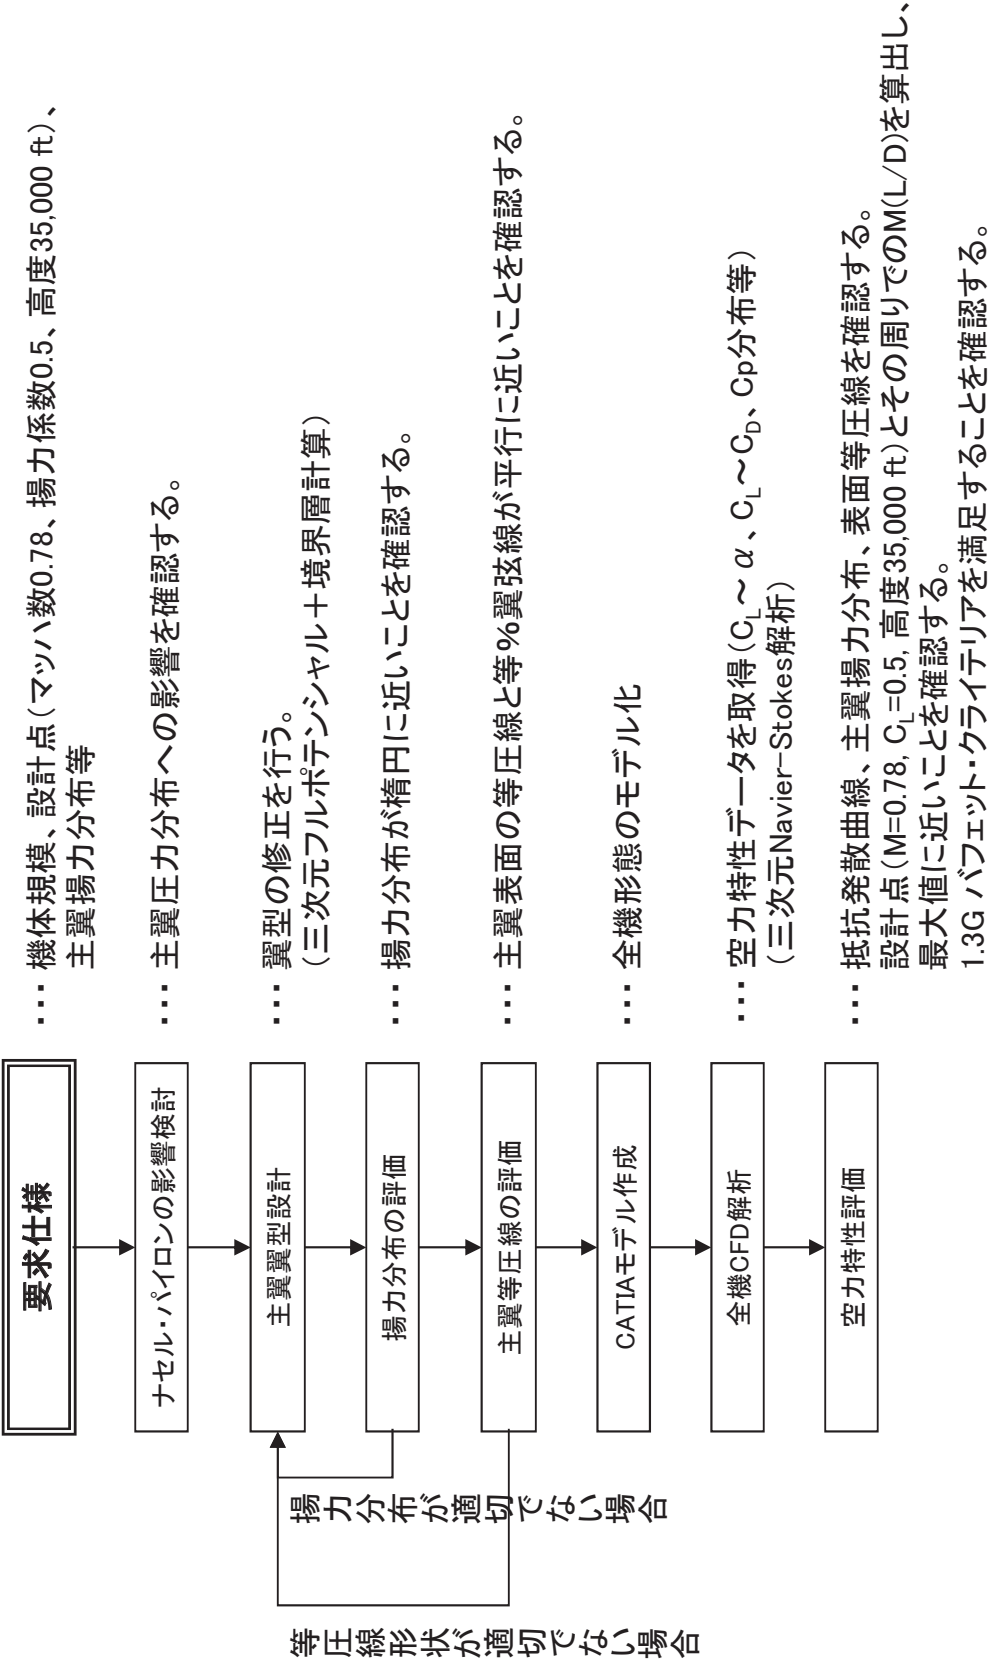 要求仕様
・・・ 機体規模、設計点(マッハ数0.78、揚力係数0.5、高度35,000 ft)、
主翼揚力分布等
ナセル・パイロンの影響検討
・・・ 主翼圧力分布への影響を確認する。
主翼翼型設計
・・・ 翼型の修正を行う。
(三次元フルポテンシャル+境界層計算)
揚力分布の評価
・・・ 揚力分布が楕円に近いことを確認する。
主翼等圧線の評価
・・・ 主翼表面の等圧線と等%翼弦線が平行に近いことを確認する。
CATIAモデル作成
・・・ 全機形態のモデル化
全機CFD解析
・・・ 空力特性データを取得(CL~α、CL~CD、Cp分布等)
(三次元Navier-Stokes解析)
空力特性評価
・・・ 抵抗発散曲線、主翼揚力分布、表面等圧線を確認する。
設計点(M=0.78, CL=0.5, 高度35,000 ft)とその周りでのM(L/D)を算出し、
最大値に近いことを確認する。
1.3G バフェット・クライテリアを満足することを確認する。
揚力分布が適切でない場合
等圧線形状が適切でない場合